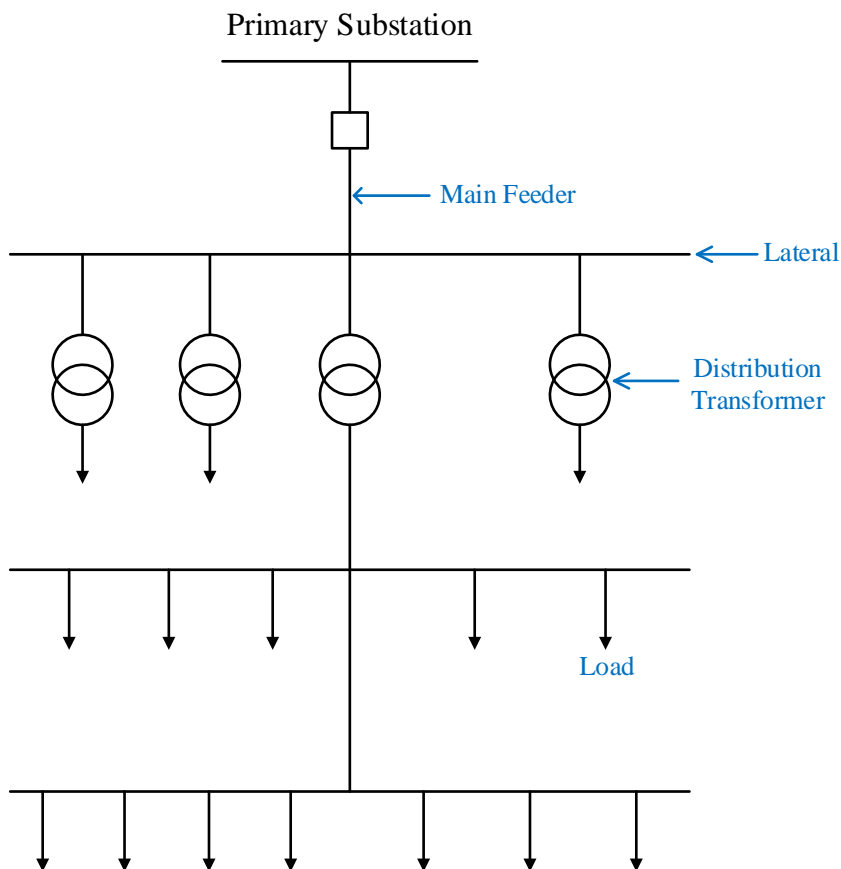 Primary Substation
Main Feeder
Lateral
Distribution
Transformer
Load